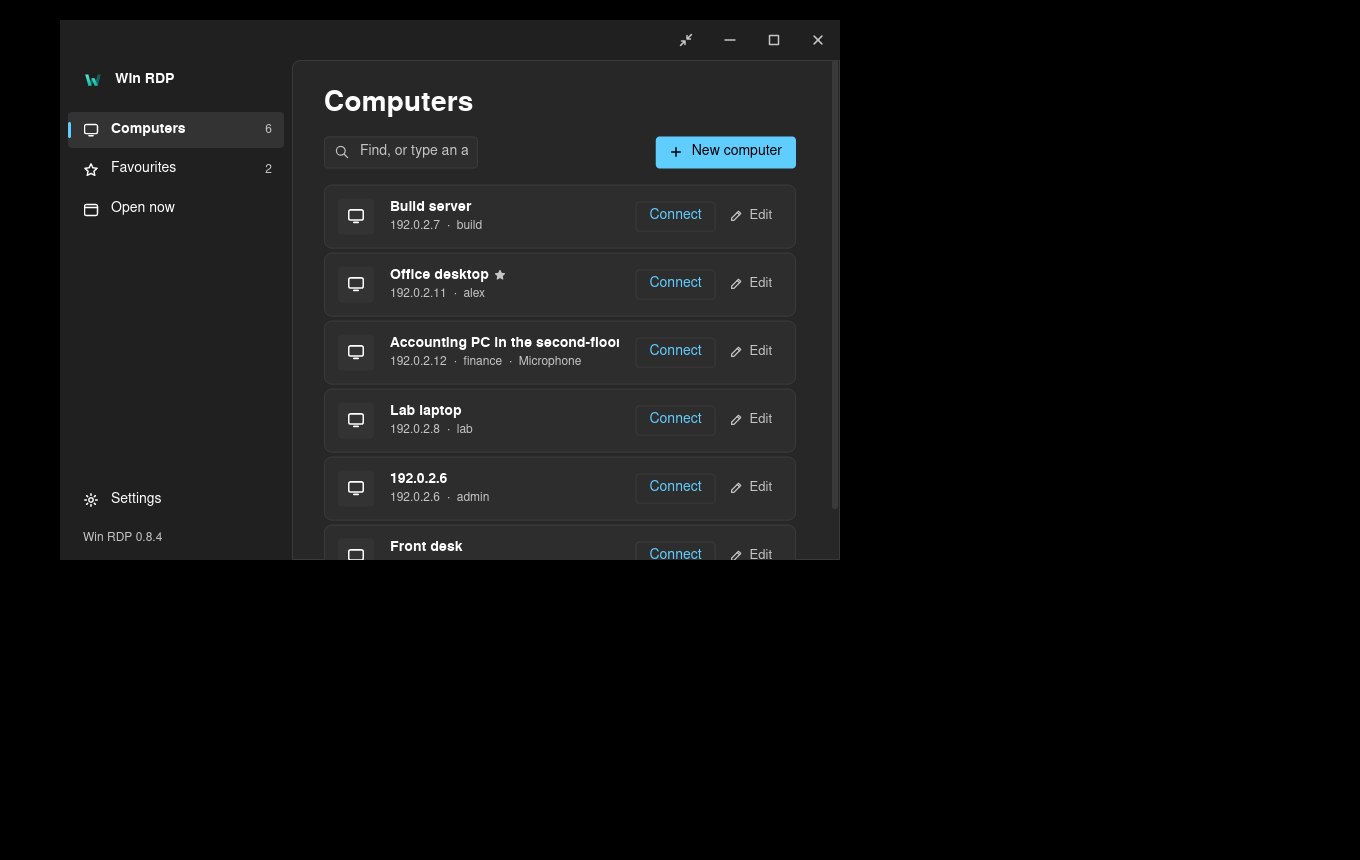 Win RDP
Computers 6
Favourites 2
Open now
Settings
Win RDP 0.8.4
Computers
Find, or type an a
New computer
Build server
192.0.2.7 · build
Connect
Edit
Office desktop
192.0.2.11 · alex
Connect
Edit
Accounting PC in the second-floor
192.0.2.12 · finance · Microphone
Connect
Edit
Lab laptop
192.0.2.8 · lab
Connect
Edit
192.0.2.6
192.0.2.6 · admin
Connect
Edit
Front desk
Connect
Edit